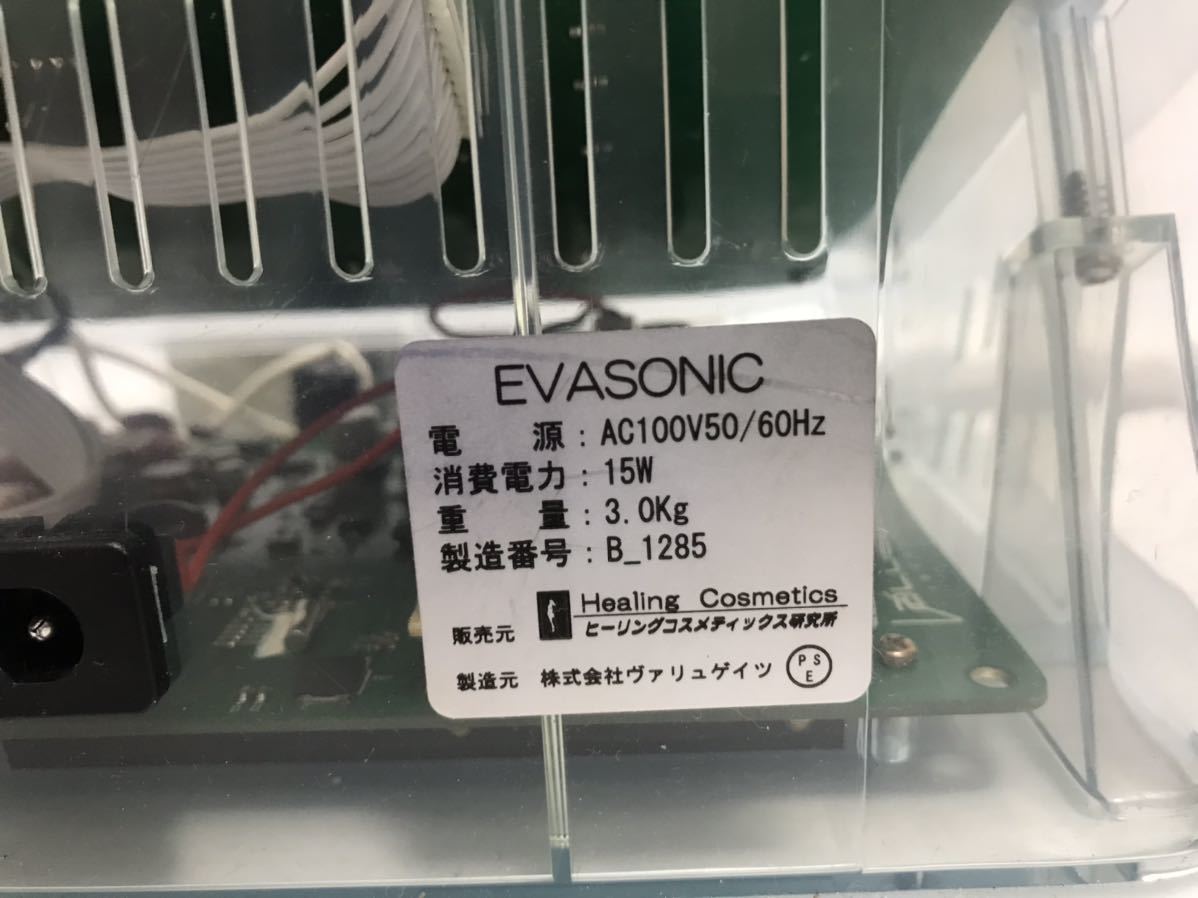 EVASONIC
電　　源：AC100V50/60Hz
消費電力：15W
重　　量：3.0Kg
製造番号：B_1285
販売元 Healing Cosmetics
ヒーリングコスメティックス研究所
製造元 株式会社ヴァリュゲイツ PSE